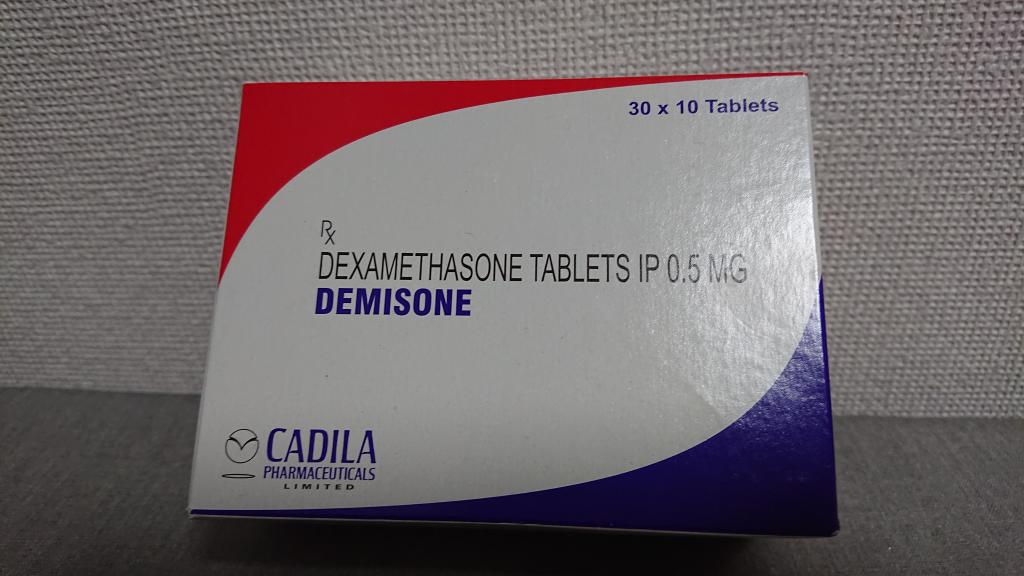 30 x 10 Tablets
Rx
DEXAMETHASONE TABLETS IP 0.5 MG
DEMISONE
CADILA
PHARMACEUTICALS
LIMITED